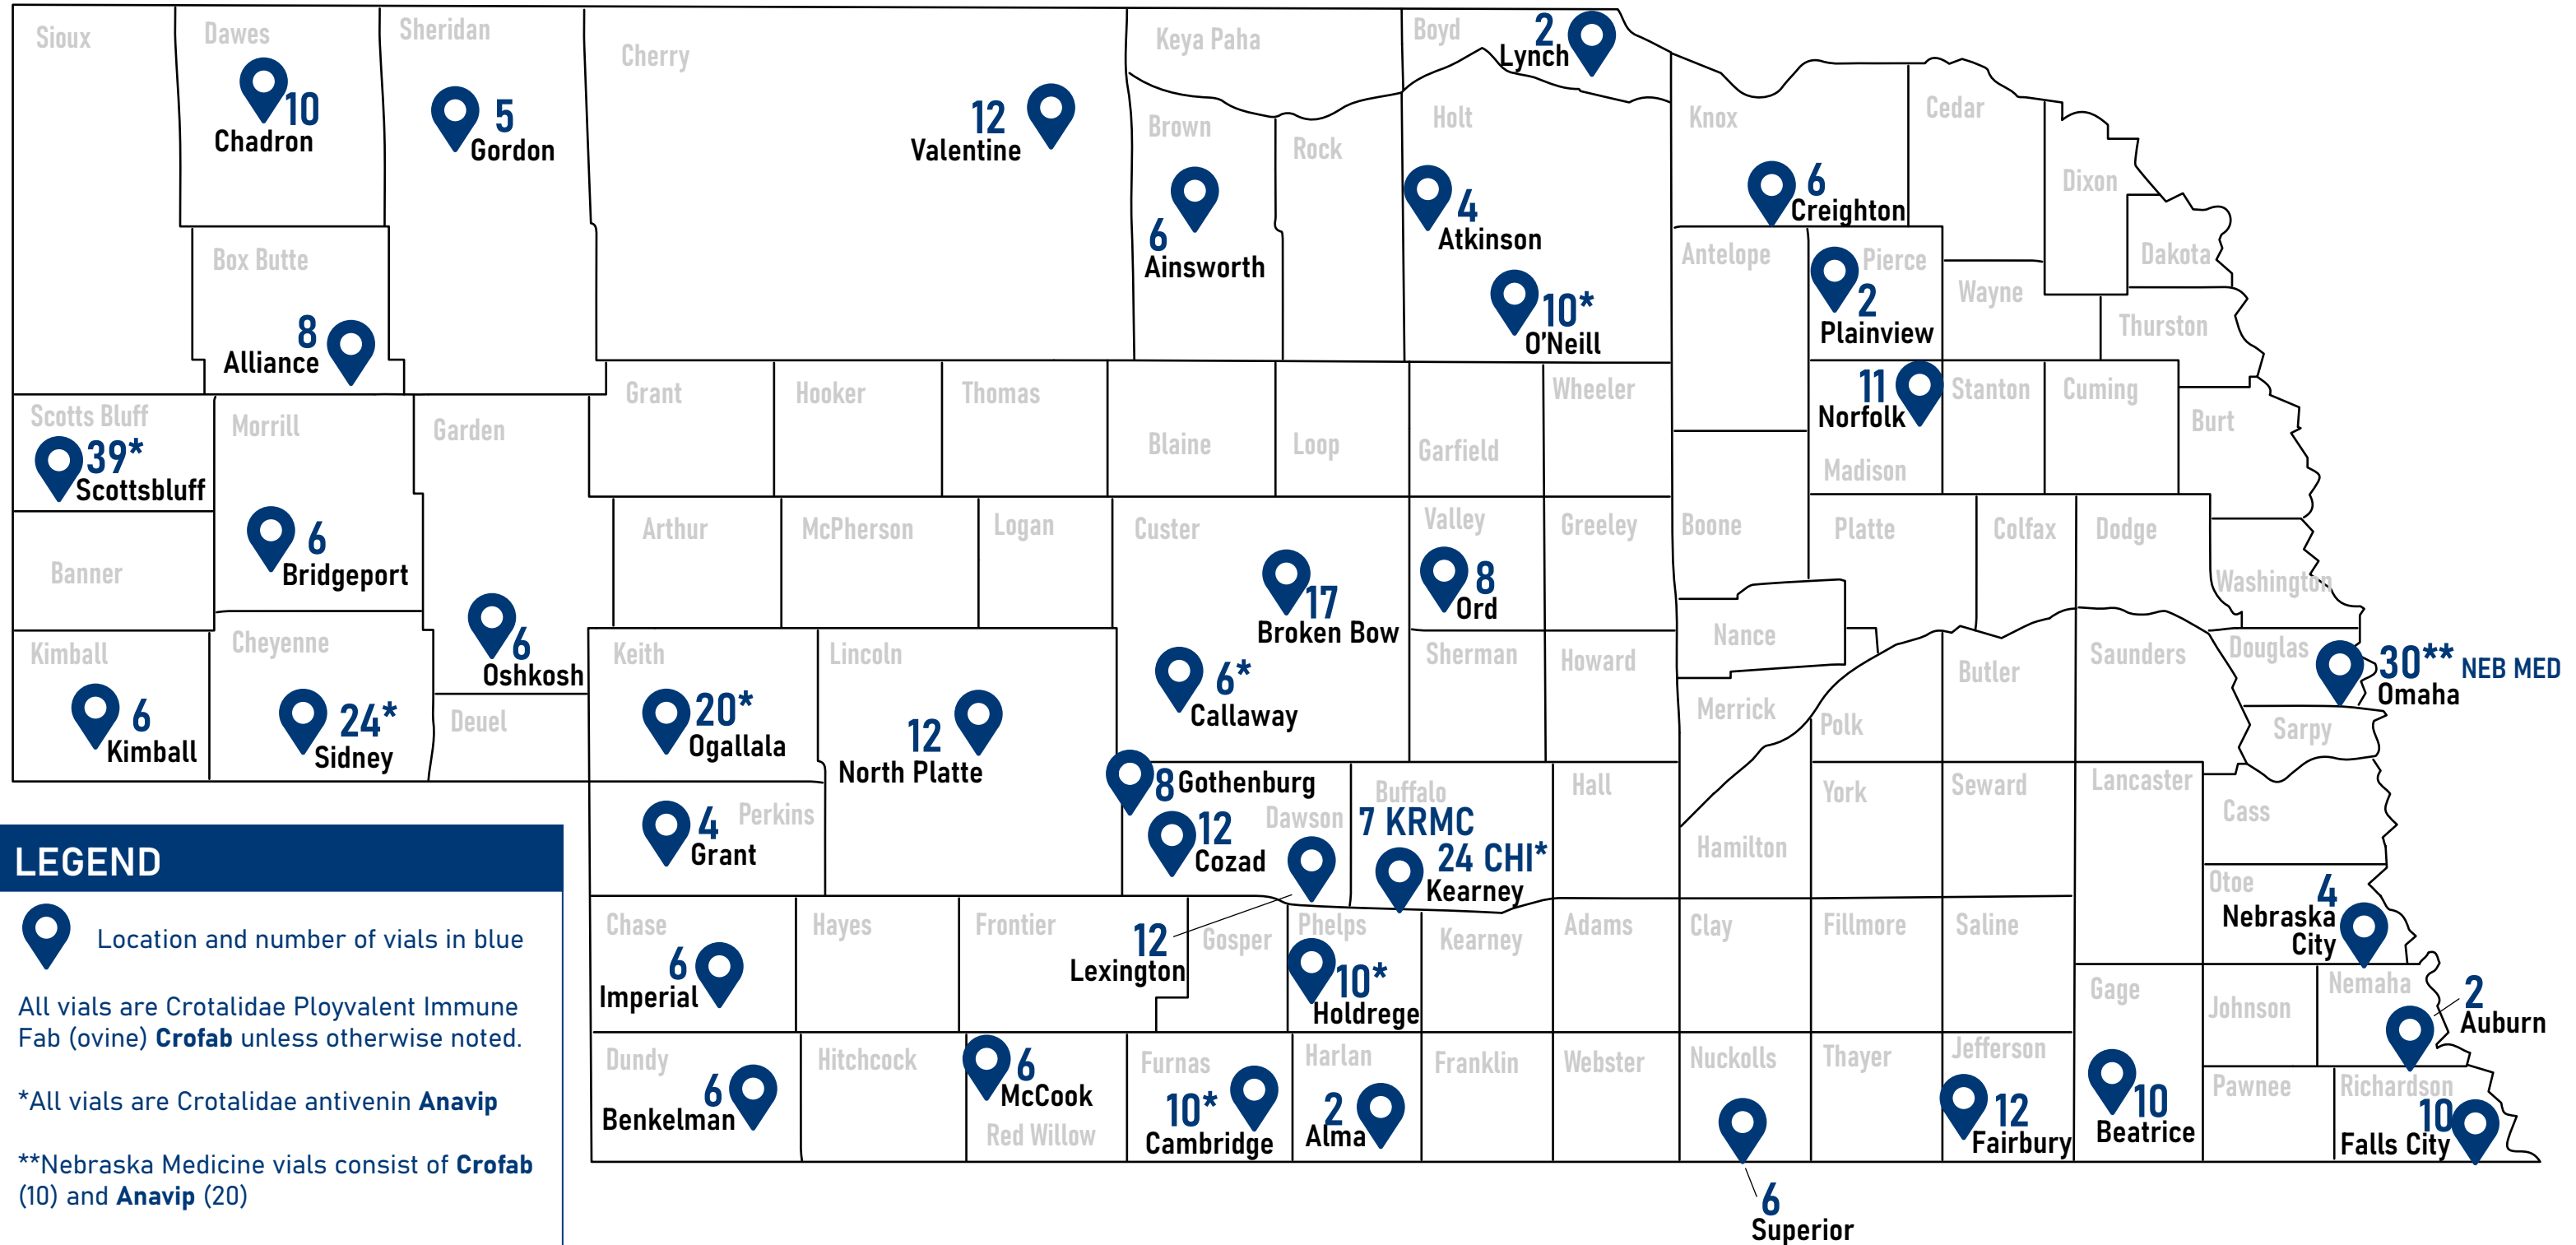 Sioux
Dawes
10
Chadron
Sheridan
5
Gordon
Cherry
12
Valentine
Keya Paha
Boyd
2
Lynch
Brown
6
Ainsworth
Rock
Holt
4
Atkinson
10*
O'Neill
Knox
6
Creighton
Cedar
Dixon
Dakota
Antelope
Pierce
2
Plainview
Wayne
Thurston
Box Butte
8
Alliance
Scotts Bluff
39*
Scottsbluff
Morrill
6
Bridgeport
Garden
6
Oshkosh
Grant
Hooker
Thomas
Blaine
Loop
Garfield
Wheeler
11
Norfolk
Madison
Stanton
Cuming
Burt
Banner
Arthur
McPherson
Logan
Custer
17
Broken Bow
6*
Callaway
Valley
8
Ord
Greeley
Boone
Platte
Colfax
Dodge
Washington
Kimball
6
Kimball
Cheyenne
24*
Sidney
Deuel
Keith
20*
Ogallala
Lincoln
12
North Platte
Sherman
Howard
Nance
Merrick
Polk
Butler
Saunders
Douglas
30** NEB MED
Omaha
Sarpy
Perkins
4
Grant
8 Gothenburg
12
Cozad
Dawson
Buffalo
7 KRMC
24 CHI*
Kearney
Hall
Hamilton
York
Seward
Lancaster
Cass
Otoe
4
Nebraska
City
Chase
6
Imperial
Hayes
Frontier
12
Lexington
Gosper
Phelps
10*
Holdrege
Kearney
Adams
Clay
Fillmore
Saline
Gage
10
Beatrice
Johnson
Nemaha
2
Auburn
Dundy
6
Benkelman
Hitchcock
6
McCook
Red Willow
Furnas
10*
Cambridge
Harlan
2
Alma
Franklin
Webster
Nuckolls
6
Superior
Thayer
Jefferson
12
Fairbury
Pawnee
Richardson
10
Falls City
LEGEND
Location and number of vials in blue
All vials are Crotalidae Ployvalent Immune
Fab (ovine) Crofab unless otherwise noted.
*All vials are Crotalidae antivenin Anavip
**Nebraska Medicine vials consist of Crofab
(10) and Anavip (20)